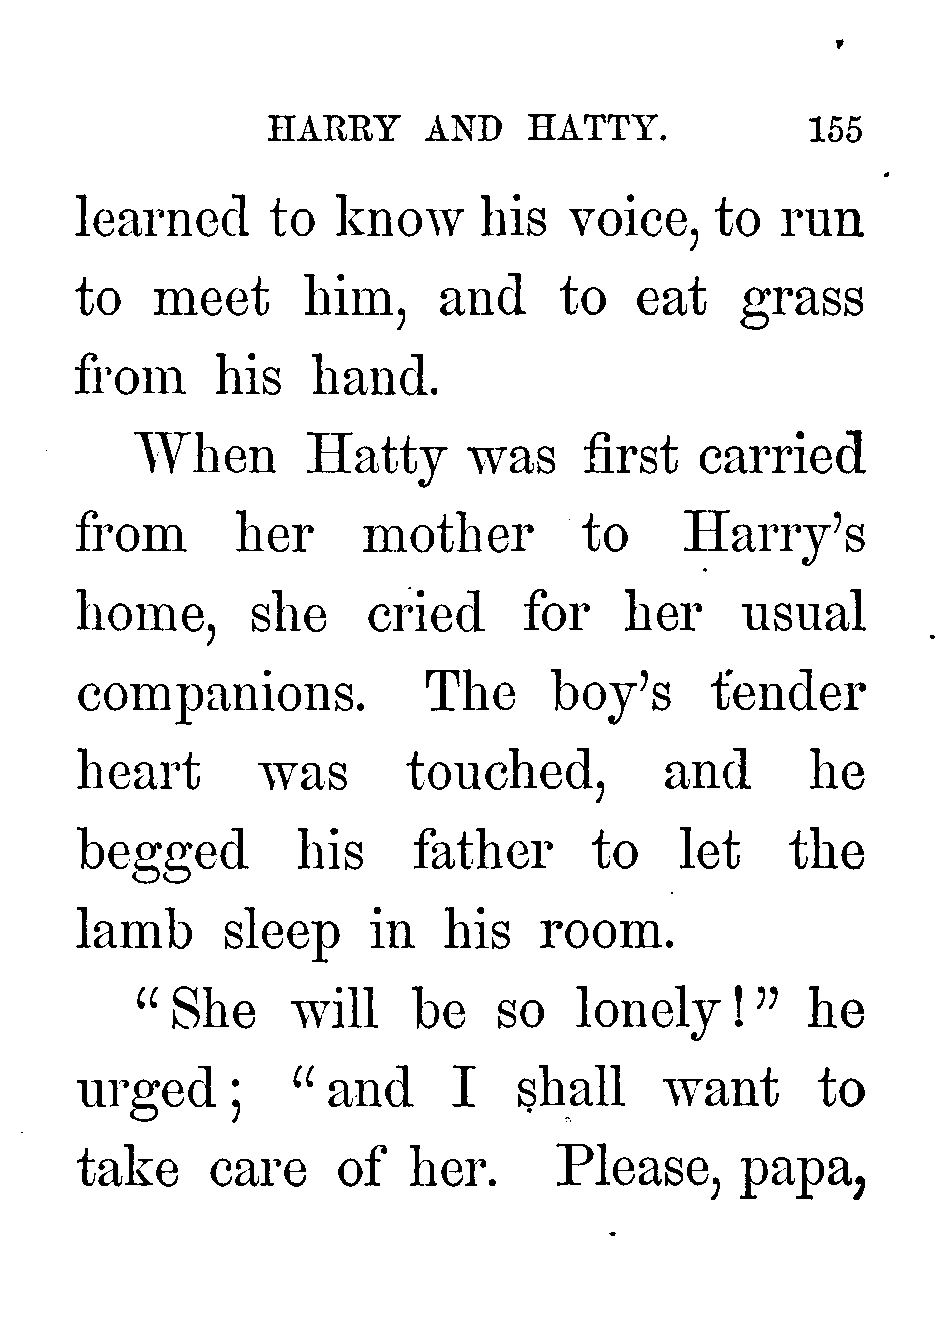 HARRY AND HATTY. 155
learned to know his voice, to run
to meet him, and to eat grass
from his hand.
When Hatty was first carried
from her mother to Harry's
home, she cried for her usual
companions. The boy's tender
heart was touched, and he
begged his father to let the
lamb sleep in his room.
"She will be so lonely!" he
urged; "and I shall want to
take care of her. Please, papa,